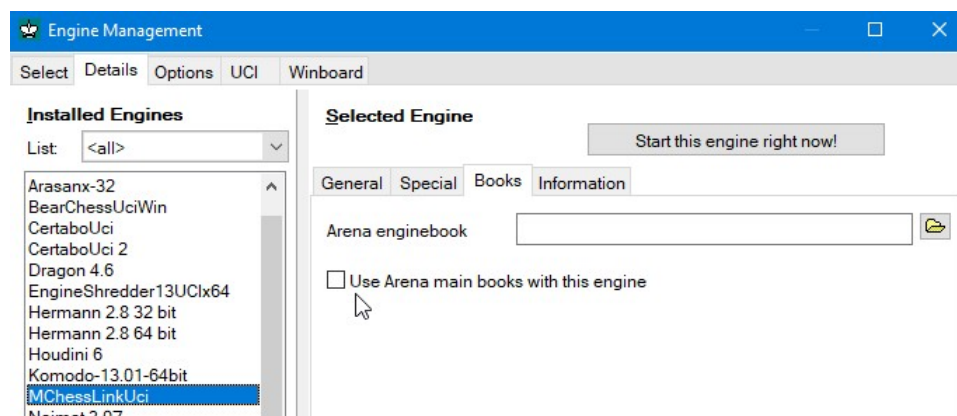 Engine Management
Select Details Options UCI Winboard
Installed Engines
List: <all>
Arasanx-32
BearChessUciWin
CertaboUci
CertaboUci 2
Dragon 4.6
EngineShredder13UCIx64
Hermann 2.8 32 bit
Hermann 2.8 64 bit
Houdini 6
Komodo-13.01-64bit
MChessLinkUci
Selected Engine
Start this engine right now!
General Special Books Information
Arena enginebook
Use Arena main books with this engine